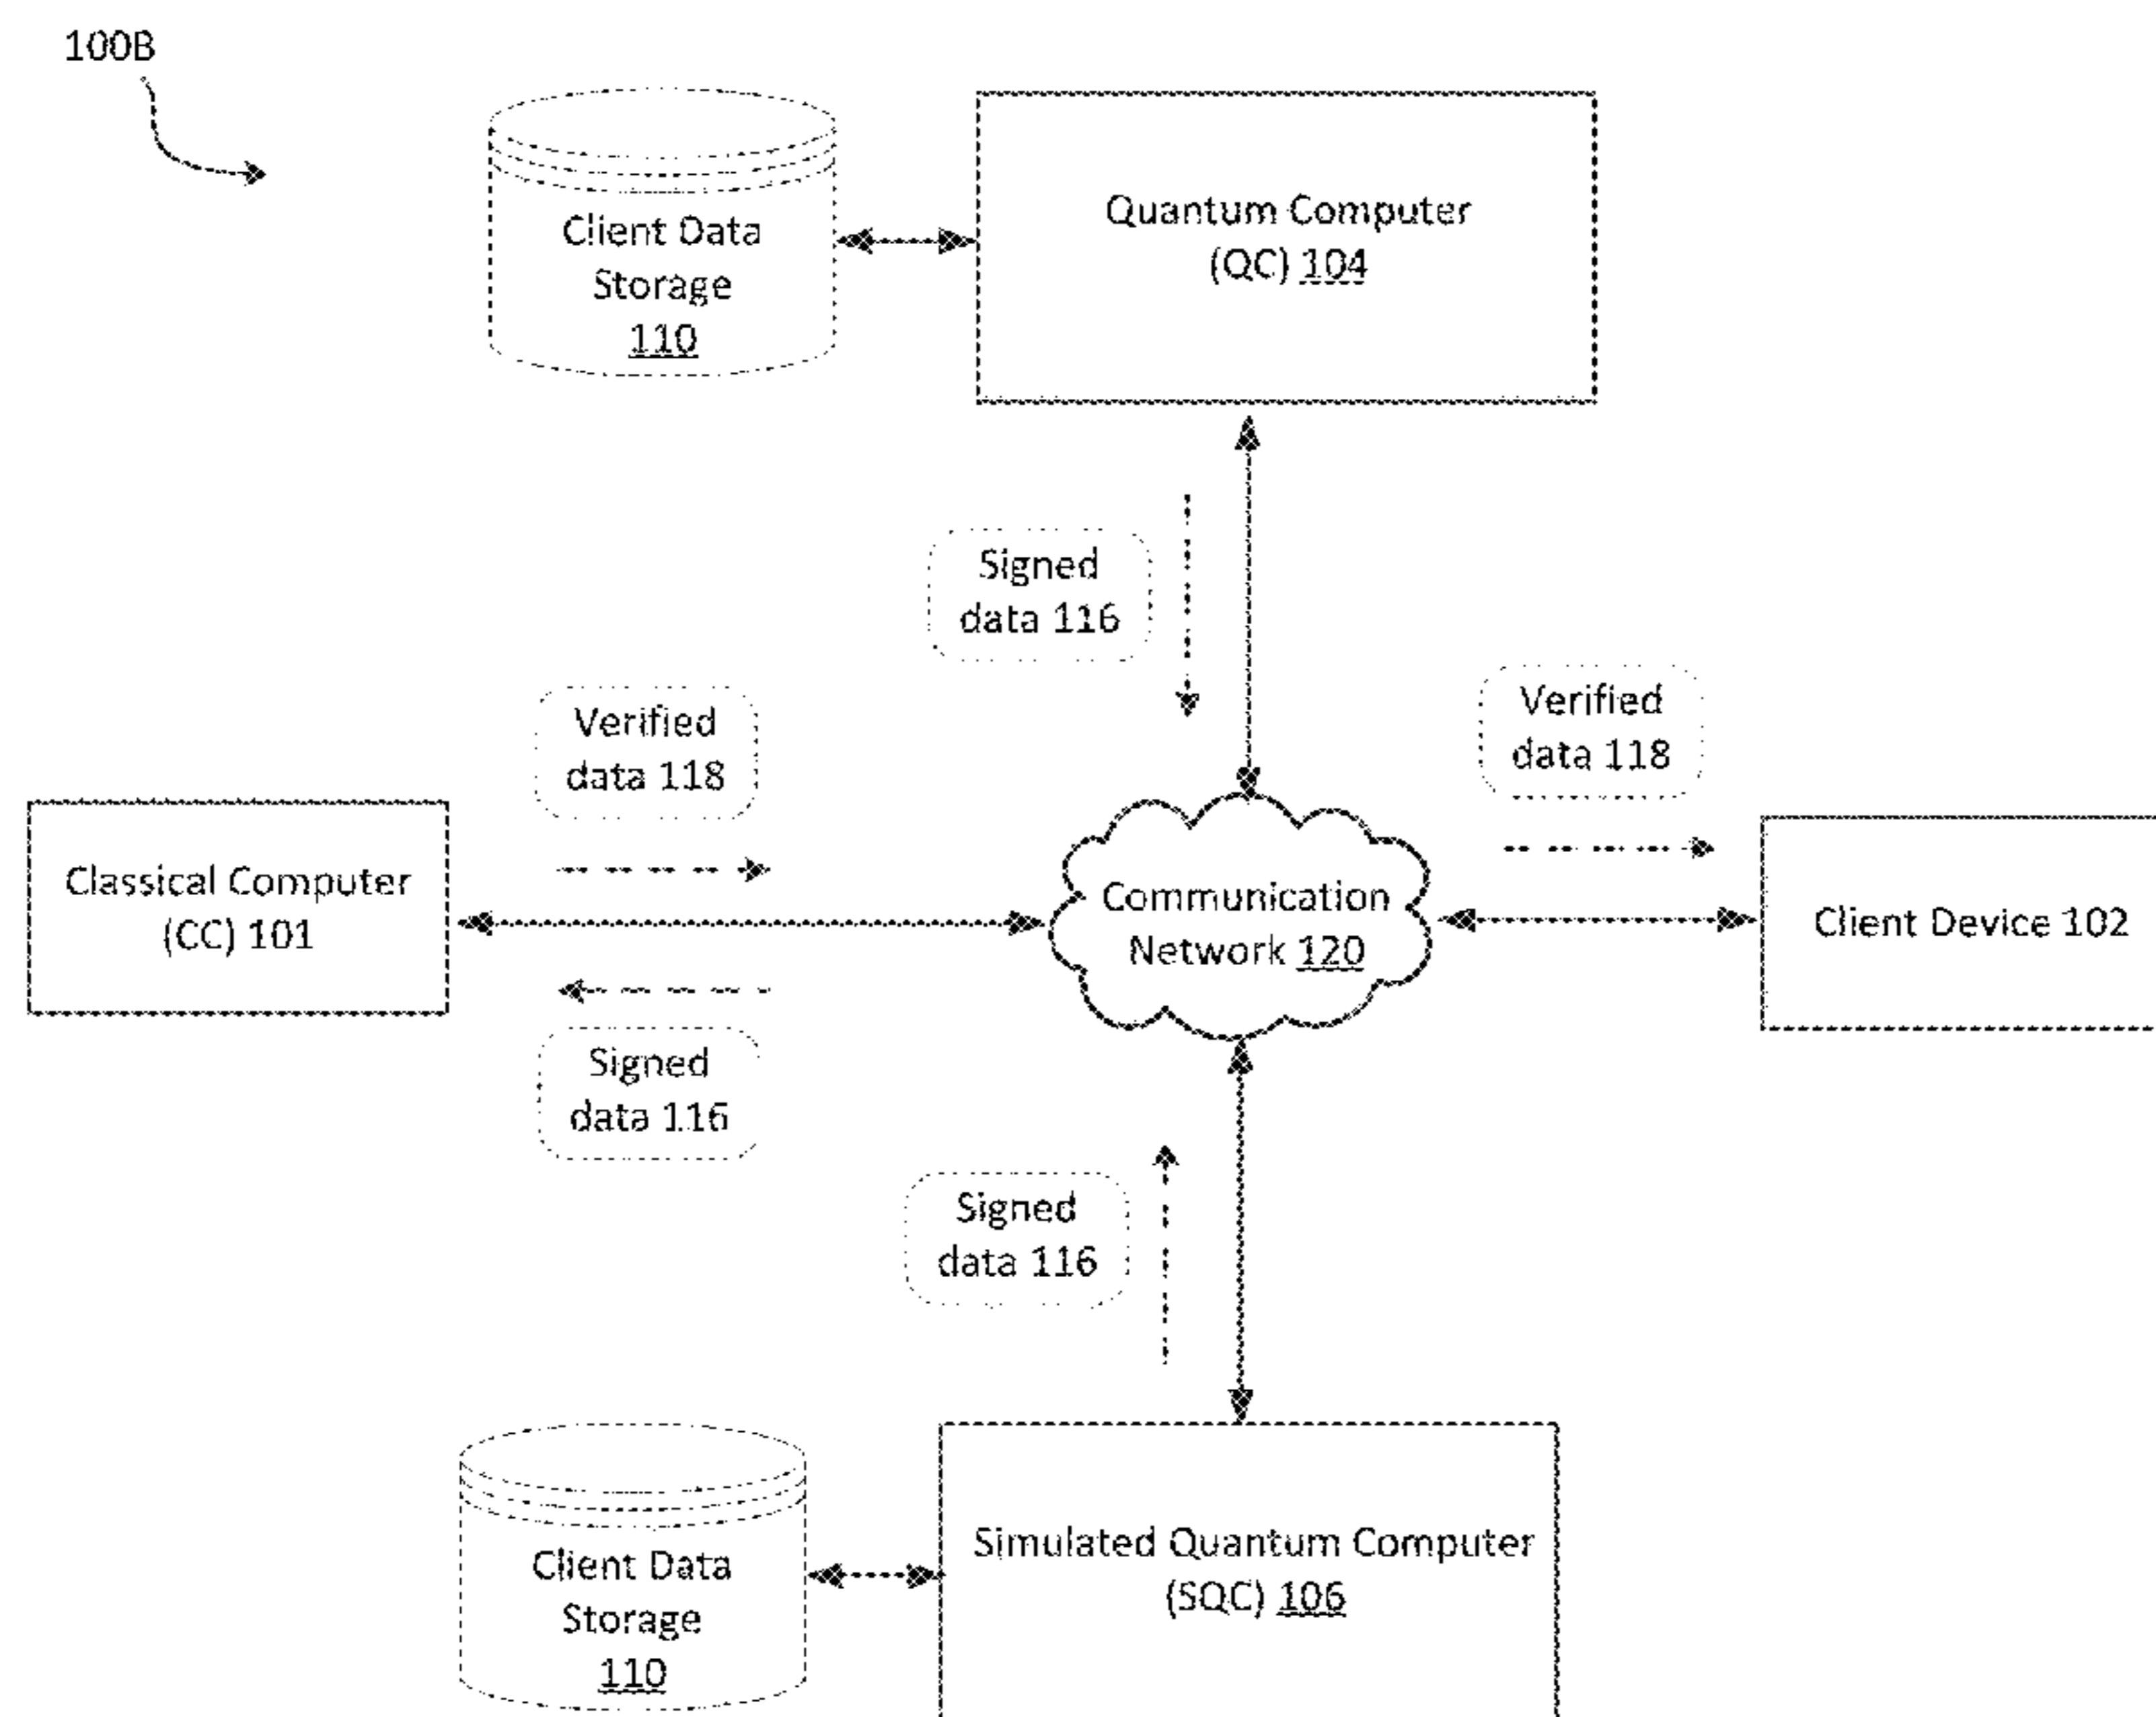 100B
Client Data
Storage
110
Quantum Computer
(QC) 104
Signed
data 116
Verified
data 118
Verified
data 118
Classical Computer
(CC) 101
Communication
Network 120
Client Device 102
Signed
data 116
Signed
data 116
Client Data
Storage
110
Simulated Quantum Computer
(SQC) 106